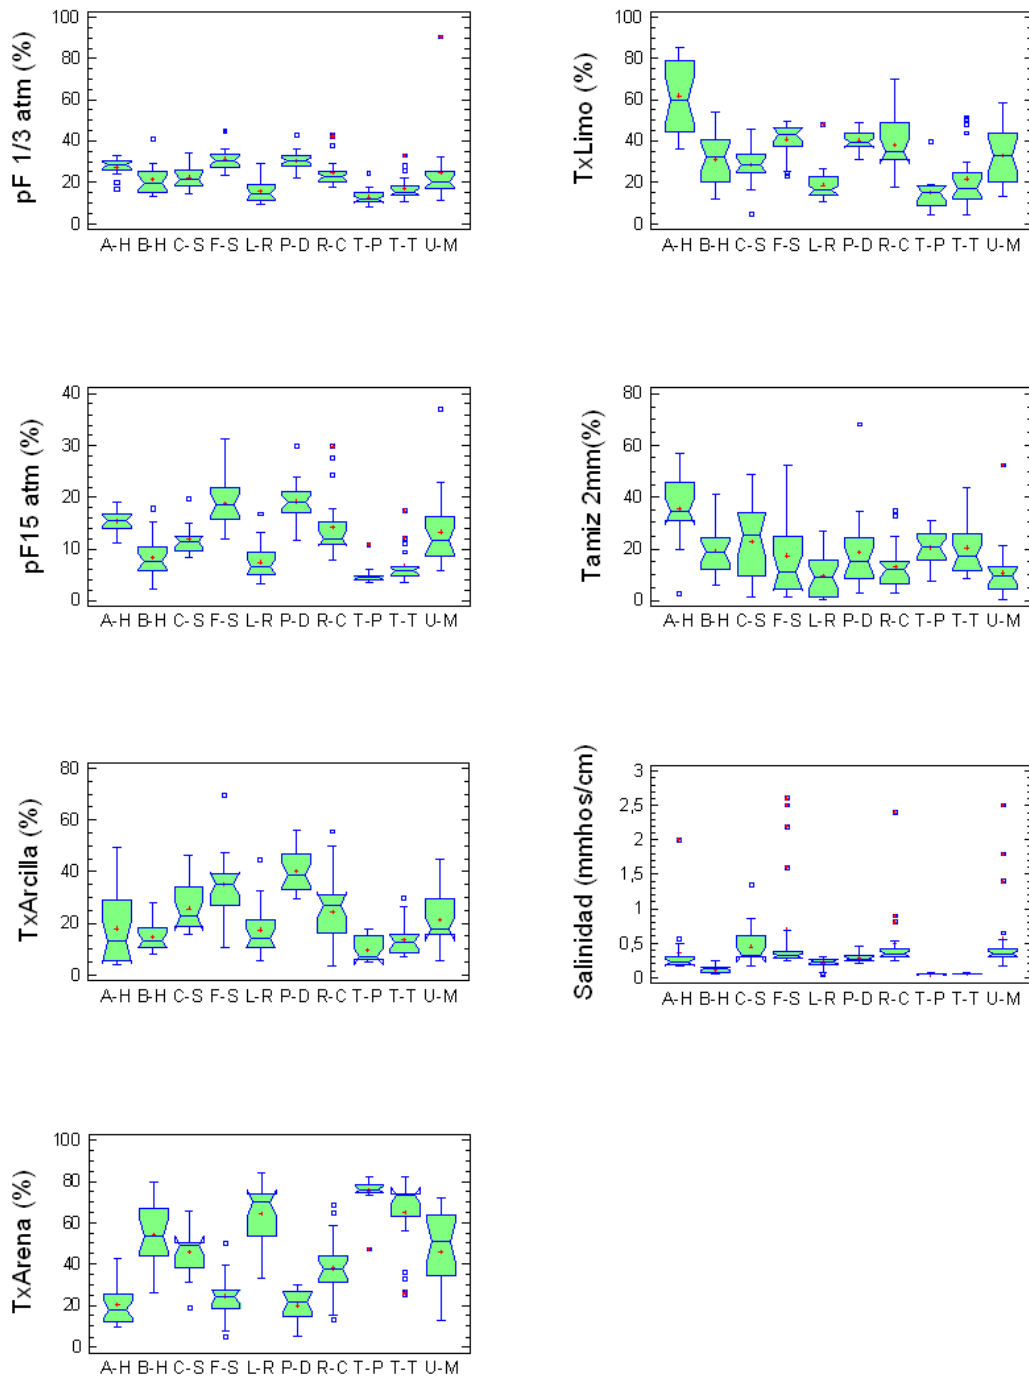 pF 1/3 atm (%)
100
80
60
40
20
0
A-H B-H C-S F-S L-R P-D R-C T-P T-T U-M
TxLimo (%)
100
80
60
40
20
0
A-H B-H C-S F-S L-R P-D R-C T-P T-T U-M
pF15 atm (%)
40
30
20
10
0
A-H B-H C-S F-S L-R P-D R-C T-P T-T U-M
Tamiz 2mm(%)
80
60
40
20
0
A-H B-H C-S F-S L-R P-D R-C T-P T-T U-M
TxArcilla (%)
80
60
40
20
0
A-H B-H C-S F-S L-R P-D R-C T-P T-T U-M
Salinidad (mmhos/cm)
3
2,5
2
1,5
1
0,5
0
A-H B-H C-S F-S L-R P-D R-C T-P T-T U-M
TxArena (%)
100
80
60
40
20
0
A-H B-H C-S F-S L-R P-D R-C T-P T-T U-M